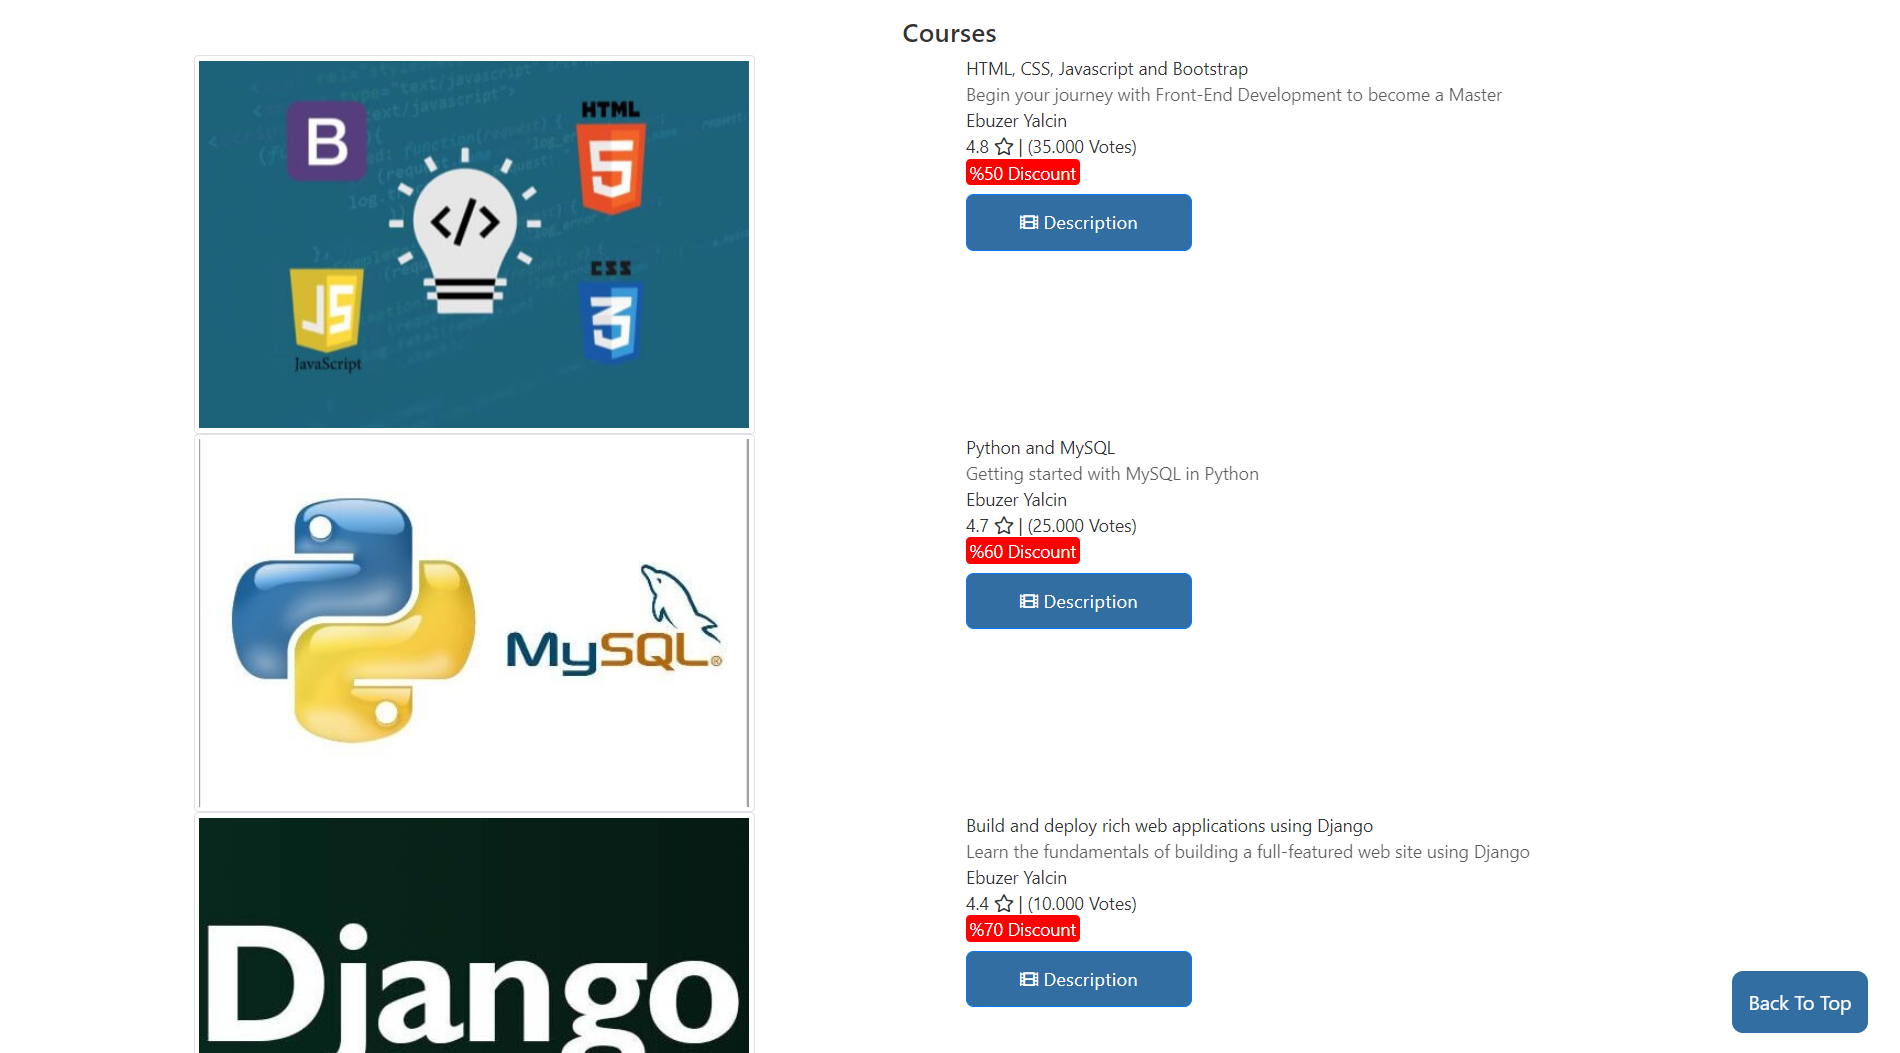 Courses
HTML
5
B
</>
JS
JavaScript
CSS
3
HTML, CSS, Javascript and Bootstrap
Begin your journey with Front-End Development to become a Master
Ebuzer Yalcin
4.8 ☆ | (35.000 Votes)
%50 Discount
Description
MySQL®
Python and MySQL
Getting started with MySQL in Python
Ebuzer Yalcin
4.7 ☆ | (25.000 Votes)
%60 Discount
Description
Django
Build and deploy rich web applications using Django
Learn the fundamentals of building a full-featured web site using Django
Ebuzer Yalcin
4.4 ☆ | (10.000 Votes)
%70 Discount
Description
Back To Top